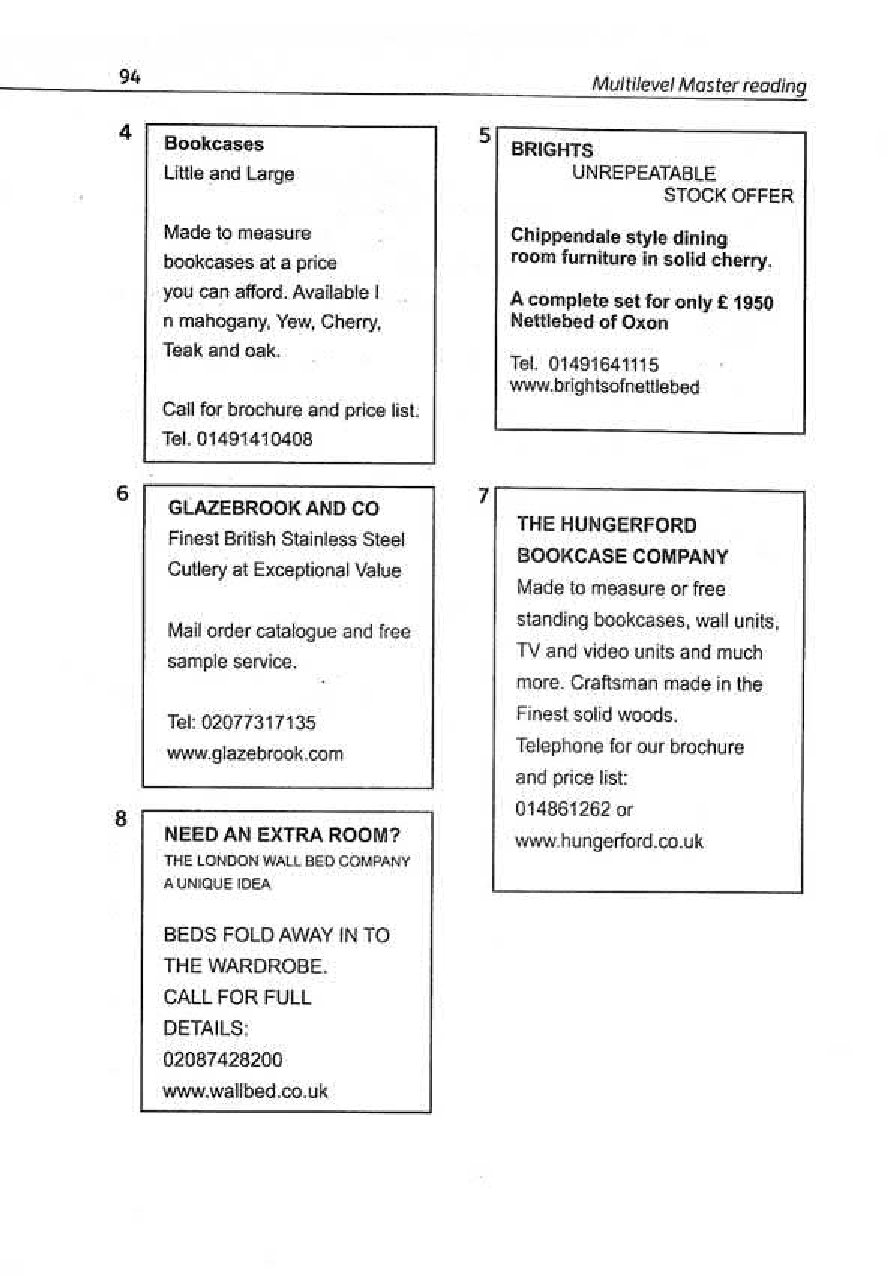 94
Multilevel Master reading
4
Bookcases
Little and Large
Made to measure
bookcases at a price
you can afford. Available I
n mahogany, Yew, Cherry,
Teak and oak.
Call for brochure and price list.
Tel. 01491410408
5
BRIGHTS
UNREPEATABLE
STOCK OFFER
Chippendale style dining
room furniture in solid cherry.
A complete set for only £ 1950
Nettlebed of Oxon
Tel. 01491641115
www.brightsofnettlebed
6
GLAZEBROOK AND CO
Finest British Stainless Steel
Cutlery at Exceptional Value
Mail order catalogue and free
sample service.
Tel: 02077317135
www.glazebrook.com
7
THE HUNGERFORD
BOOKCASE COMPANY
Made to measure or free
standing bookcases, wall units,
TV and video units and much
more. Craftsman made in the
Finest solid woods.
Telephone for our brochure
and price list:
014861262 or
www.hungerford.co.uk
8
NEED AN EXTRA ROOM?
THE LONDON WALL BED COMPANY
A UNIQUE IDEA
BEDS FOLD AWAY IN TO
THE WARDROBE.
CALL FOR FULL
DETAILS:
02087428200
www.wallbed.co.uk